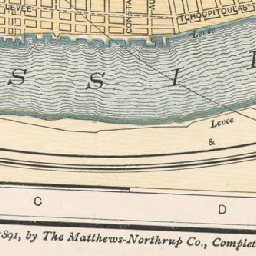 LEVEE
TCHOUPITOULAS
Levee
S S I
Levee
&
C D
1891, by The Matthews-Northrup Co., Complet